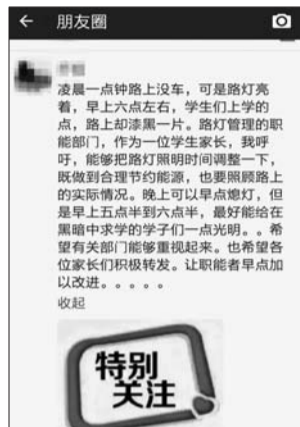 朋友圈
凌晨一点钟路上没车，可是路灯亮
着，早上六点左右，学生们上学的
点，路上却漆黑一片。路灯管理的职
能部门，作为一位学生家长，我呼
吁，能够把路灯照明时间调整一下，
既做到合理节约能源，也要照顾路上
的实际情况。晚上可以早点熄灯，但
是早上五点半到六点半，最好能给在
黑暗中求学的学子们一点光明。。希
望有关部门能够重视起来。也希望各
位家长们积极转发。让职能者早点加
以改进。。。。。
收起
特别
关注